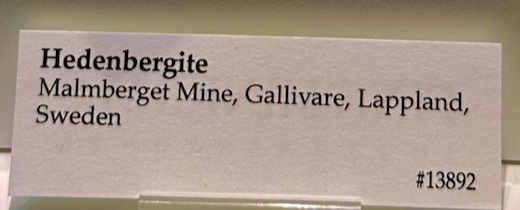 Hedenbergite
Malmberget Mine, Gallivare, Lappland,
Sweden
#13892